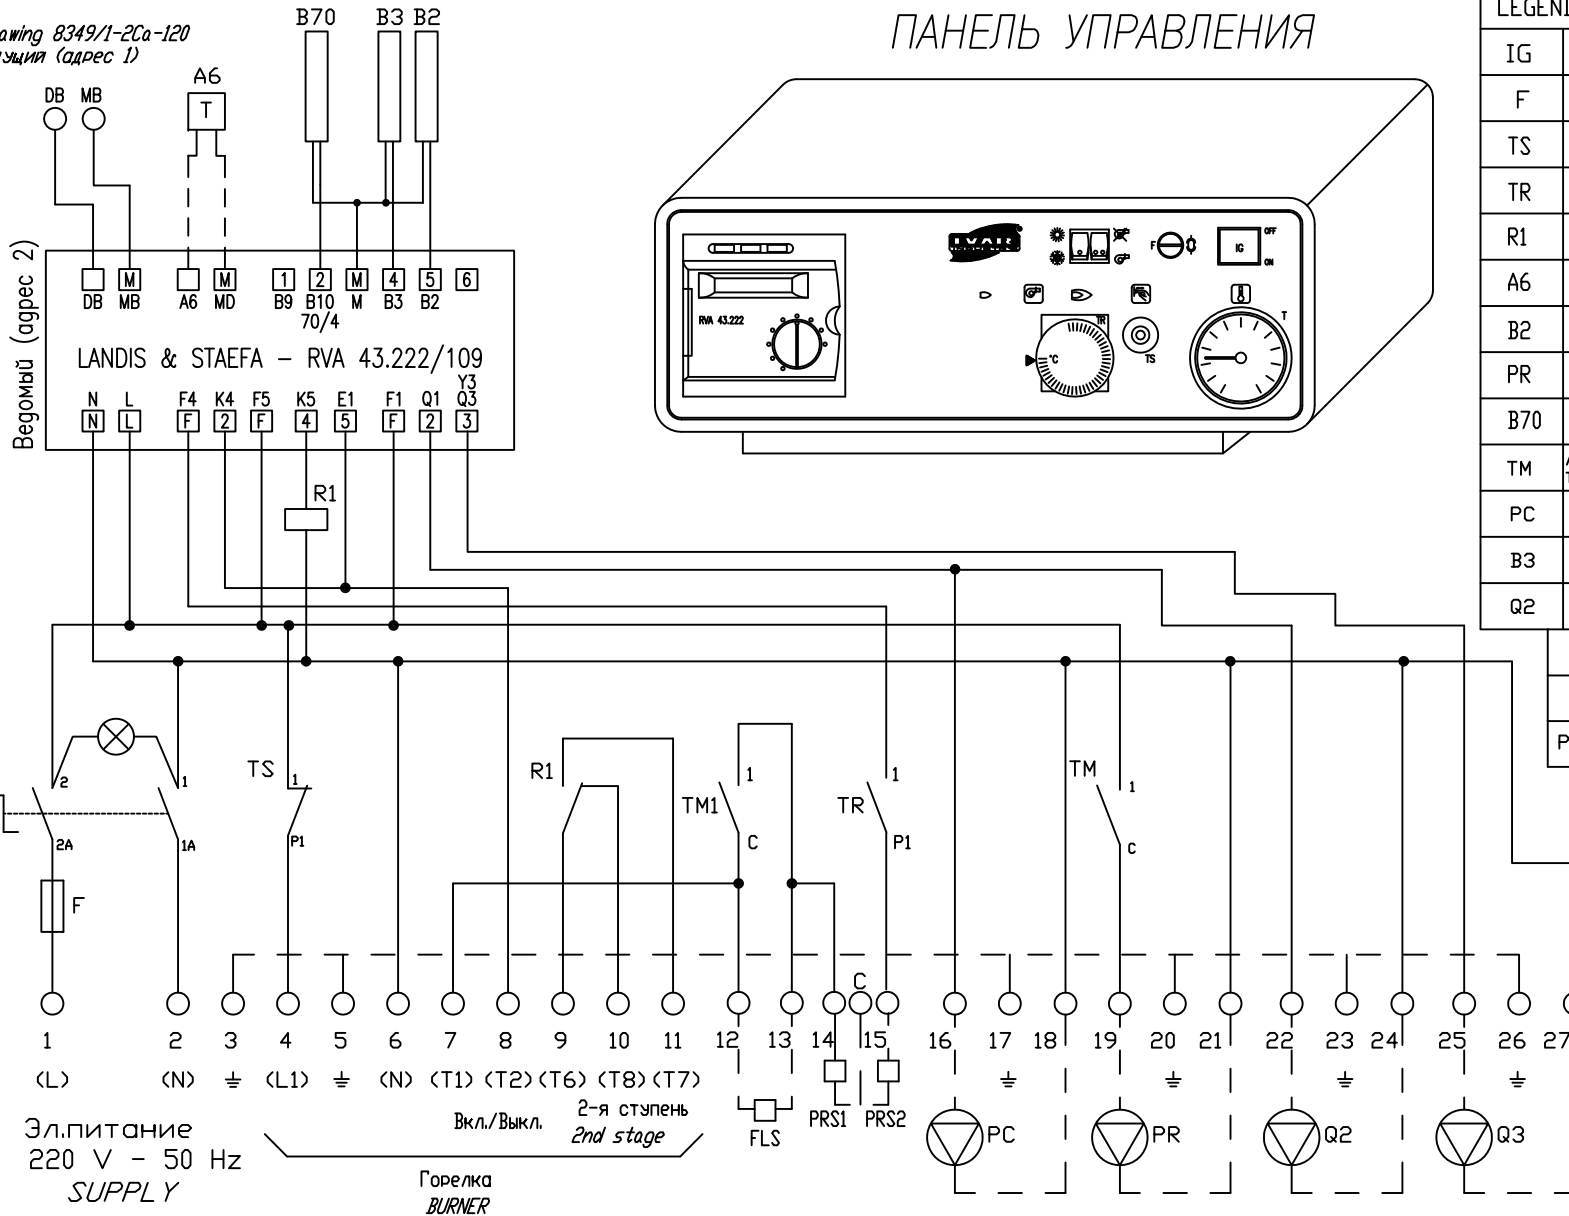 ПАНЕЛЬ УПРАВЛЕНИЯ
awing 8349/1-2Ca-120
(адрес 1)
DB MB
A6
T
B70 B3 B2
Ведомый (адрес 2)
M M 1 2 M 4 5 6
DB MB A6 MD B9 B10 M B3 B2
70/4
LANDIS & STAEFA - RVA 43.222/109
Y3
N L F4 K4 F5 K5 E1 F1 Q1 Q3
N L F 2 F 4 5 F 2 3
R1
IVAR
F
IG
OFF
ON
RVA 43.222
TR
°C
TS
T
LEGEN
IG
F
TS
TR
R1
A6
B2
PR
B70
TM
PC
B3
Q2
P
2 1
2A 1A
F
TS 1
P1
R1
TM1 1
C
TR 1
P1
TM 1
C
C
1 2 3 4 5 6 7 8 9 10 11 12 13 14 15 16 17 18 19 20 21 22 23 24 25 26 27
(L) (N) (L1) (N) (T1) (T2) (T6) (T8) (T7)
Вкл./Выкл.
2-я ступень
2nd stage
FLS
PRS1 PRS2
PC PR Q2 Q3
Эл.питание
220 V - 50 Hz
SUPPLY
Горелка
BURNER